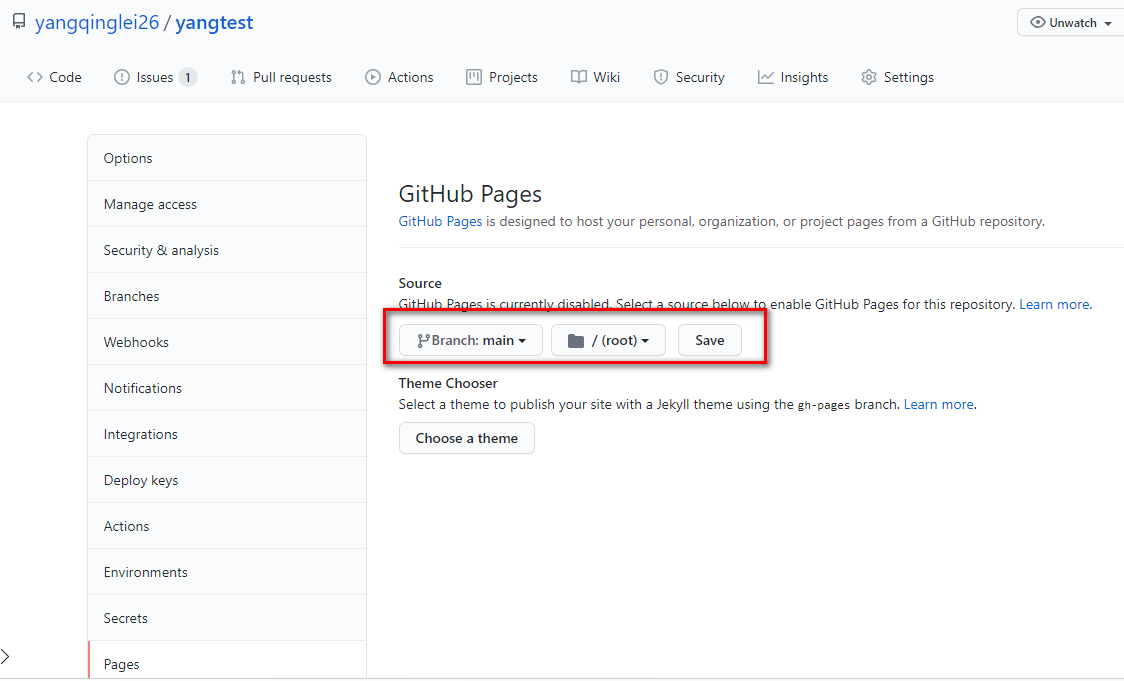 yangqinglei26 / yangtest
Unwatch
Code Issues 1 Pull requests Actions Projects Wiki Security Insights Settings
Options
Manage access
Security & analysis
Branches
Webhooks
Notifications
Integrations
Deploy keys
Actions
Environments
Secrets
Pages
GitHub Pages
GitHub Pages is designed to host your personal, organization, or project pages from a GitHub repository.
Source
GitHub Pages is currently disabled. Select a source below to enable GitHub Pages for this repository. Learn more.
Branch: main / (root) Save
Theme Chooser
Select a theme to publish your site with a Jekyll theme using the gh-pages branch. Learn more.
Choose a theme